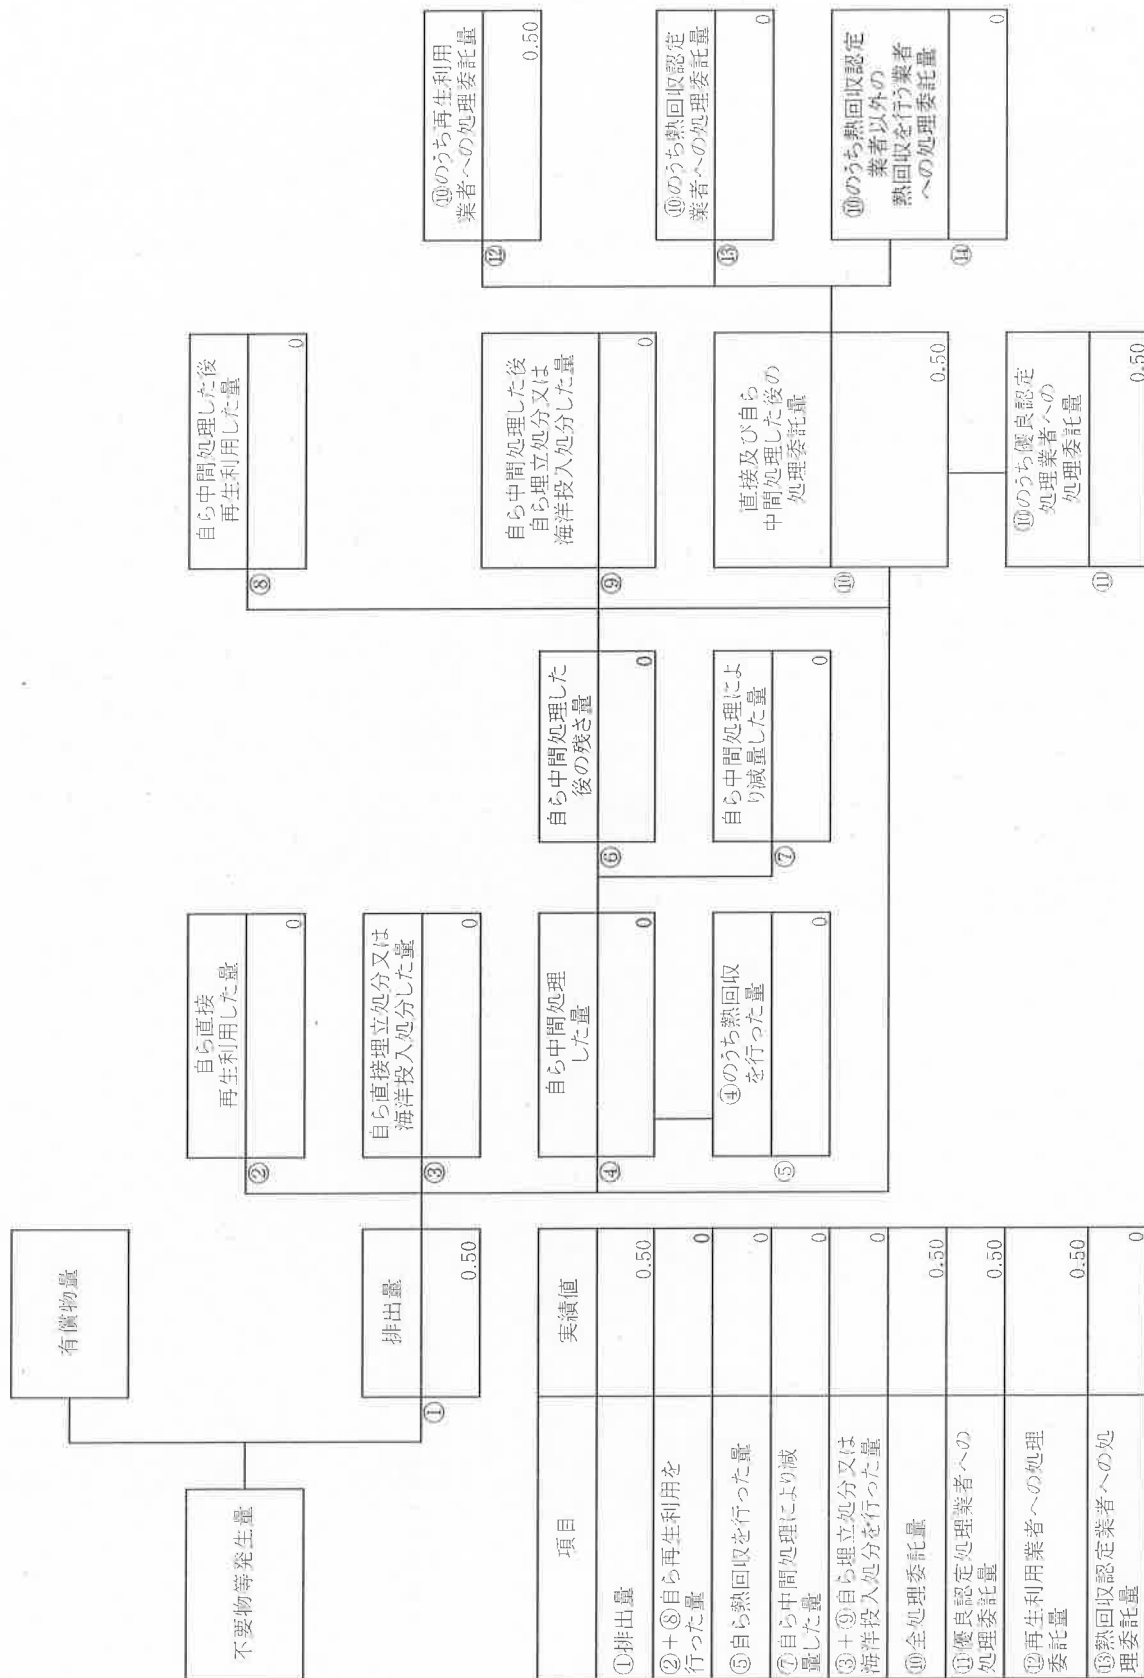 不要物等発生量
有償物量
①
排出量
0.50
②
自ら直接
再生利用した量
0
③
自ら直接埋立処分又は
海洋投入処分した量
0
④
自ら中間処理
した量
0
⑤
④のうち熱回収
を行った量
0
⑥
自ら中間処理した
後の残さ量
0
⑦
自ら中間処理によ
り減量した量
0
⑧
自ら中間処理した後
再生利用した量
0
⑨
自ら中間処理した後
自ら埋立処分又は
海洋投入処分した量
0
⑩
直接及び自ら
中間処理した後の
処理委託量
0.50
⑪
⑩のうち優良認定
処理業者への
処理委託量
0.50
⑫
⑩のうち再生利用
業者への処理委託量
0.50
⑬
⑩のうち熱回収認定
業者への処理委託量
0
⑭
⑩のうち熱回収認定
業者以外の
熱回収を行う業者
への処理委託量
0
項目
実績値
①排出量
0.50
②+⑧自ら再生利用を
行った量
0
⑤自ら熱回収を行った量
0
⑦自ら中間処理により減
量した量
0
③+⑨自ら埋立処分又は
海洋投入処分を行った量
0
⑩全処理委託量
0.50
⑪優良認定処理業者への
処理委託量
0.50
⑫再生利用業者への処理
委託量
0.50
⑬熱回収認定業者への処
理委託量
0